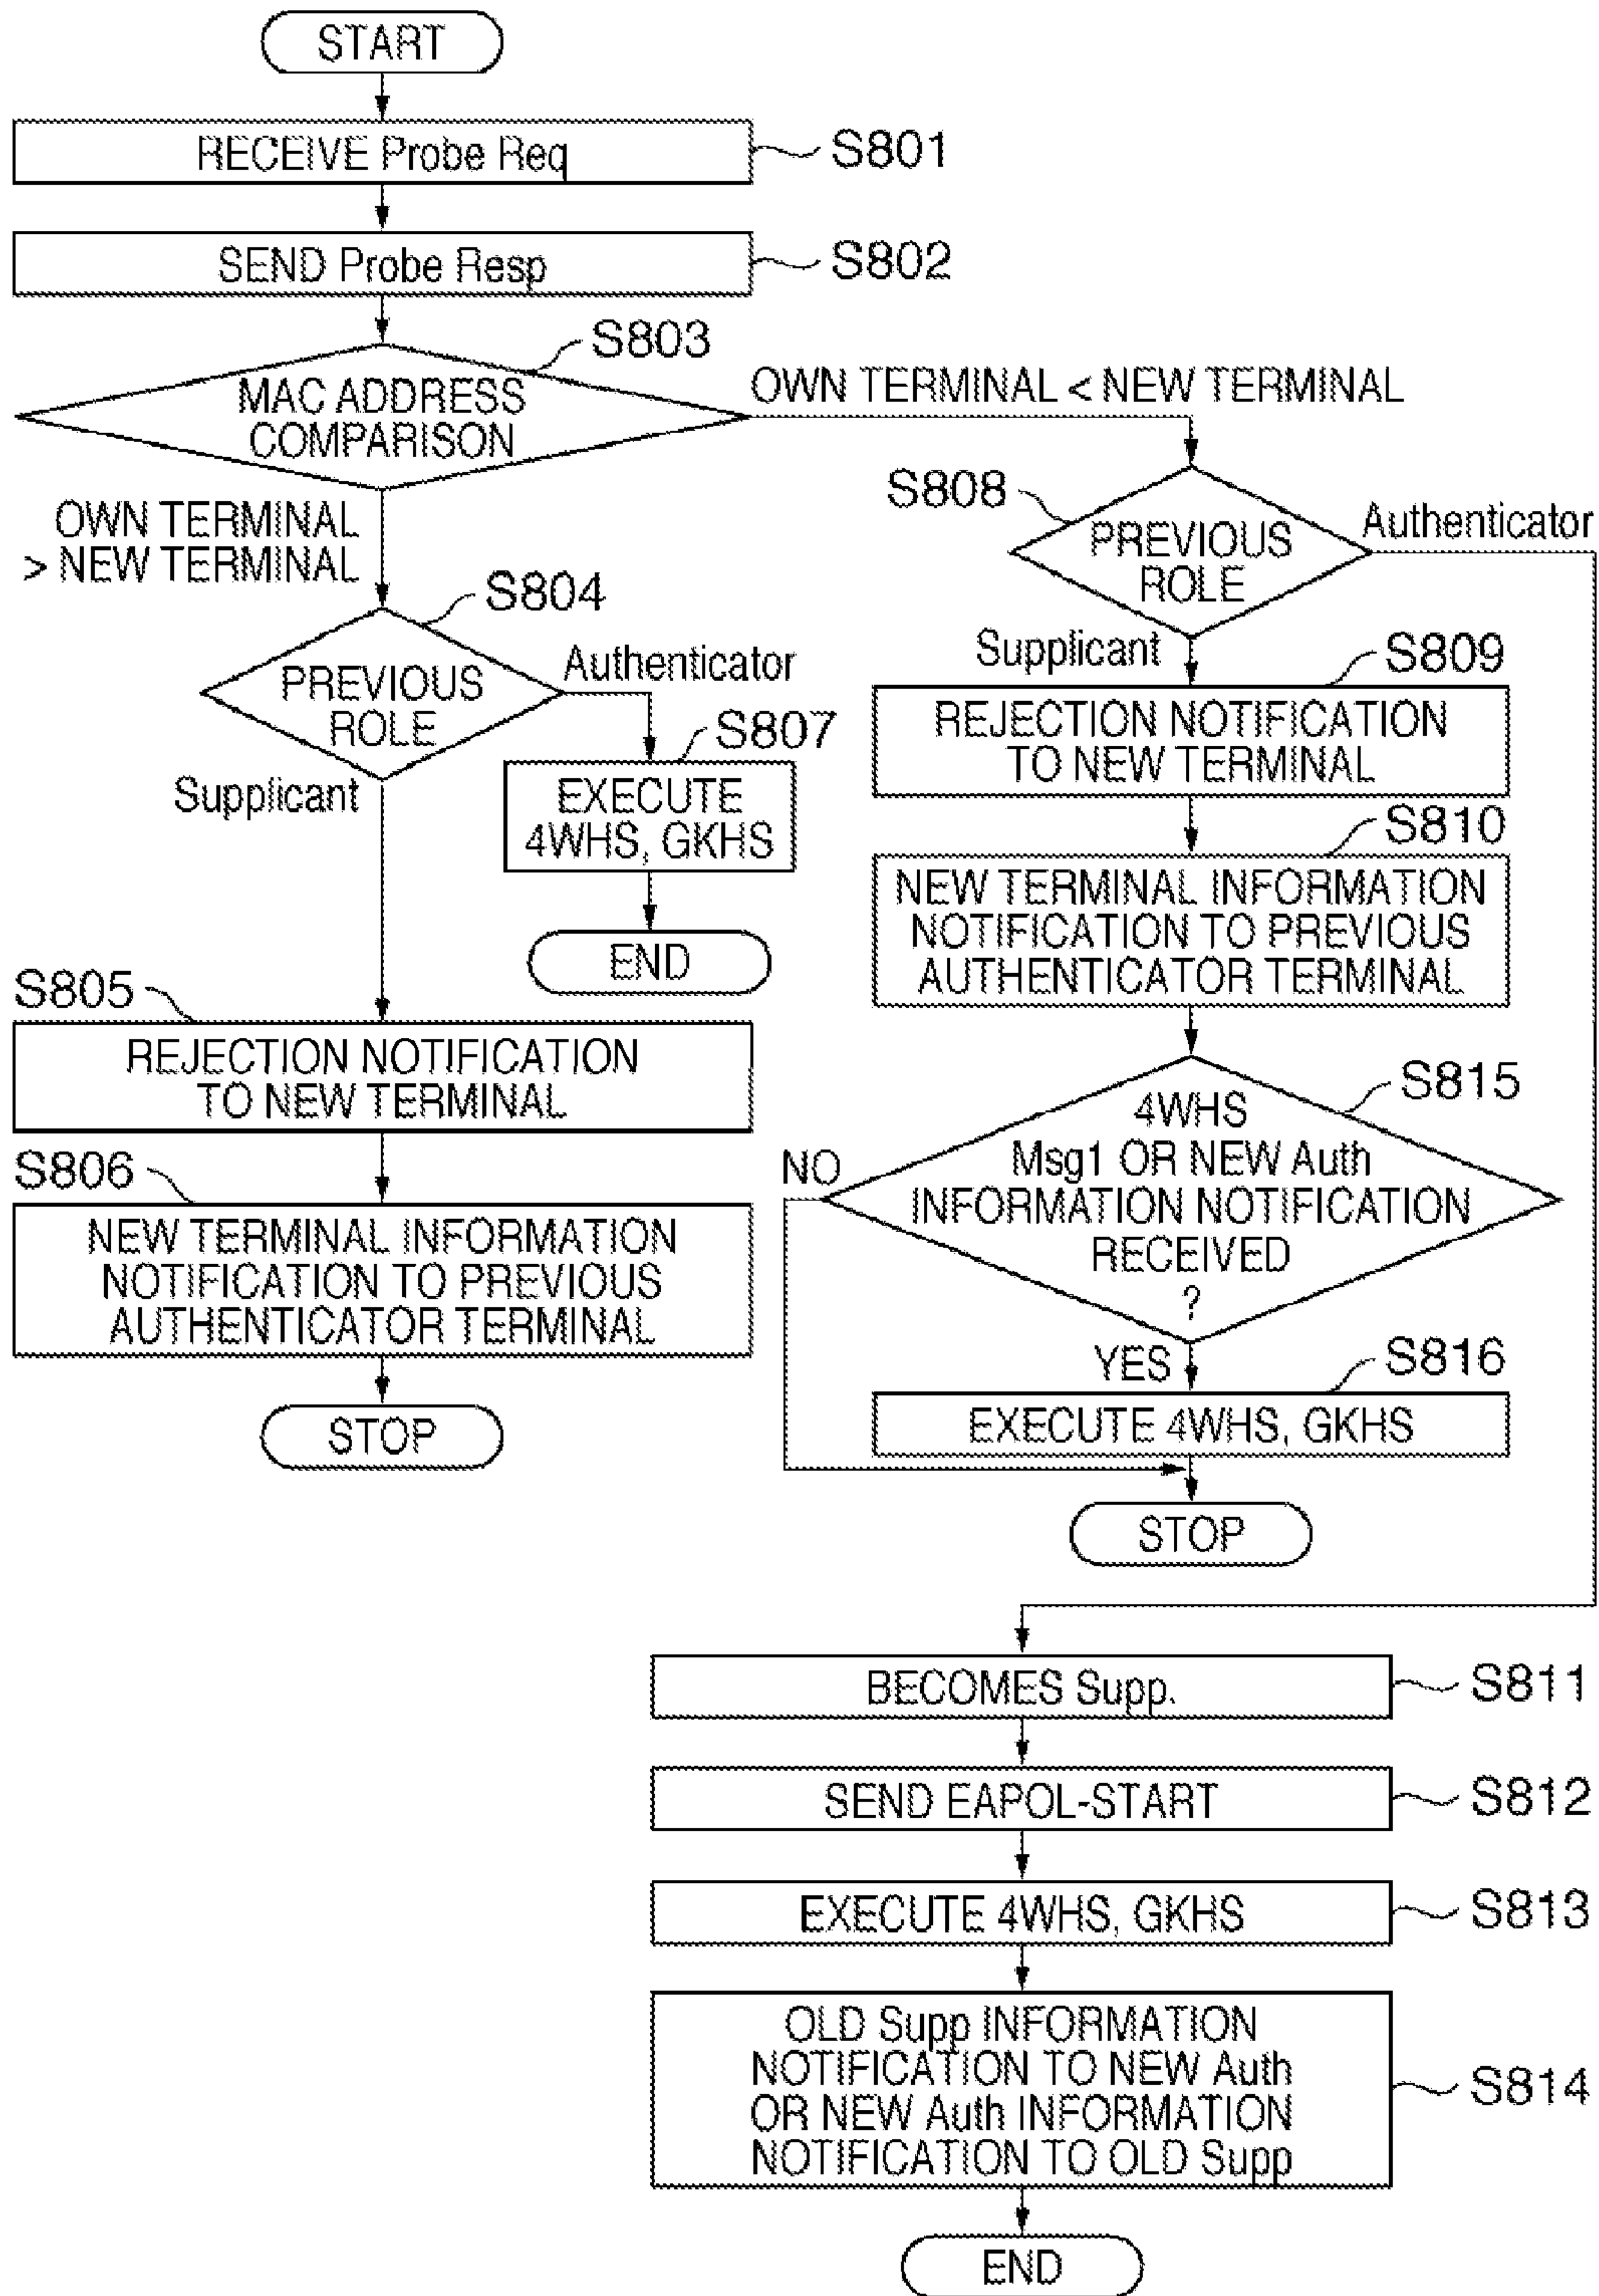 START
RECEIVE Probe Req
S801
SEND Probe Resp
S802
S803
MAC ADDRESS
COMPARISON
OWN TERMINAL < NEW TERMINAL
OWN TERMINAL
> NEW TERMINAL
S804
PREVIOUS
ROLE
Authenticator
Supplicant
S807
EXECUTE
4WHS, GKHS
END
S805
REJECTION NOTIFICATION
TO NEW TERMINAL
S806
NEW TERMINAL INFORMATION
NOTIFICATION TO PREVIOUS
AUTHENTICATOR TERMINAL
STOP
S808
PREVIOUS
ROLE
Authenticator
Supplicant
S809
REJECTION NOTIFICATION
TO NEW TERMINAL
S810
NEW TERMINAL INFORMATION
NOTIFICATION TO PREVIOUS
AUTHENTICATOR TERMINAL
S815
4WHS
Msg1 OR NEW Auth
INFORMATION NOTIFICATION
RECEIVED
?
NO
YES
S816
EXECUTE 4WHS, GKHS
STOP
BECOMES Supp.
S811
SEND EAPOL-START
S812
EXECUTE 4WHS, GKHS
S813
OLD Supp INFORMATION
NOTIFICATION TO NEW Auth
OR NEW Auth INFORMATION
NOTIFICATION TO OLD Supp
S814
END